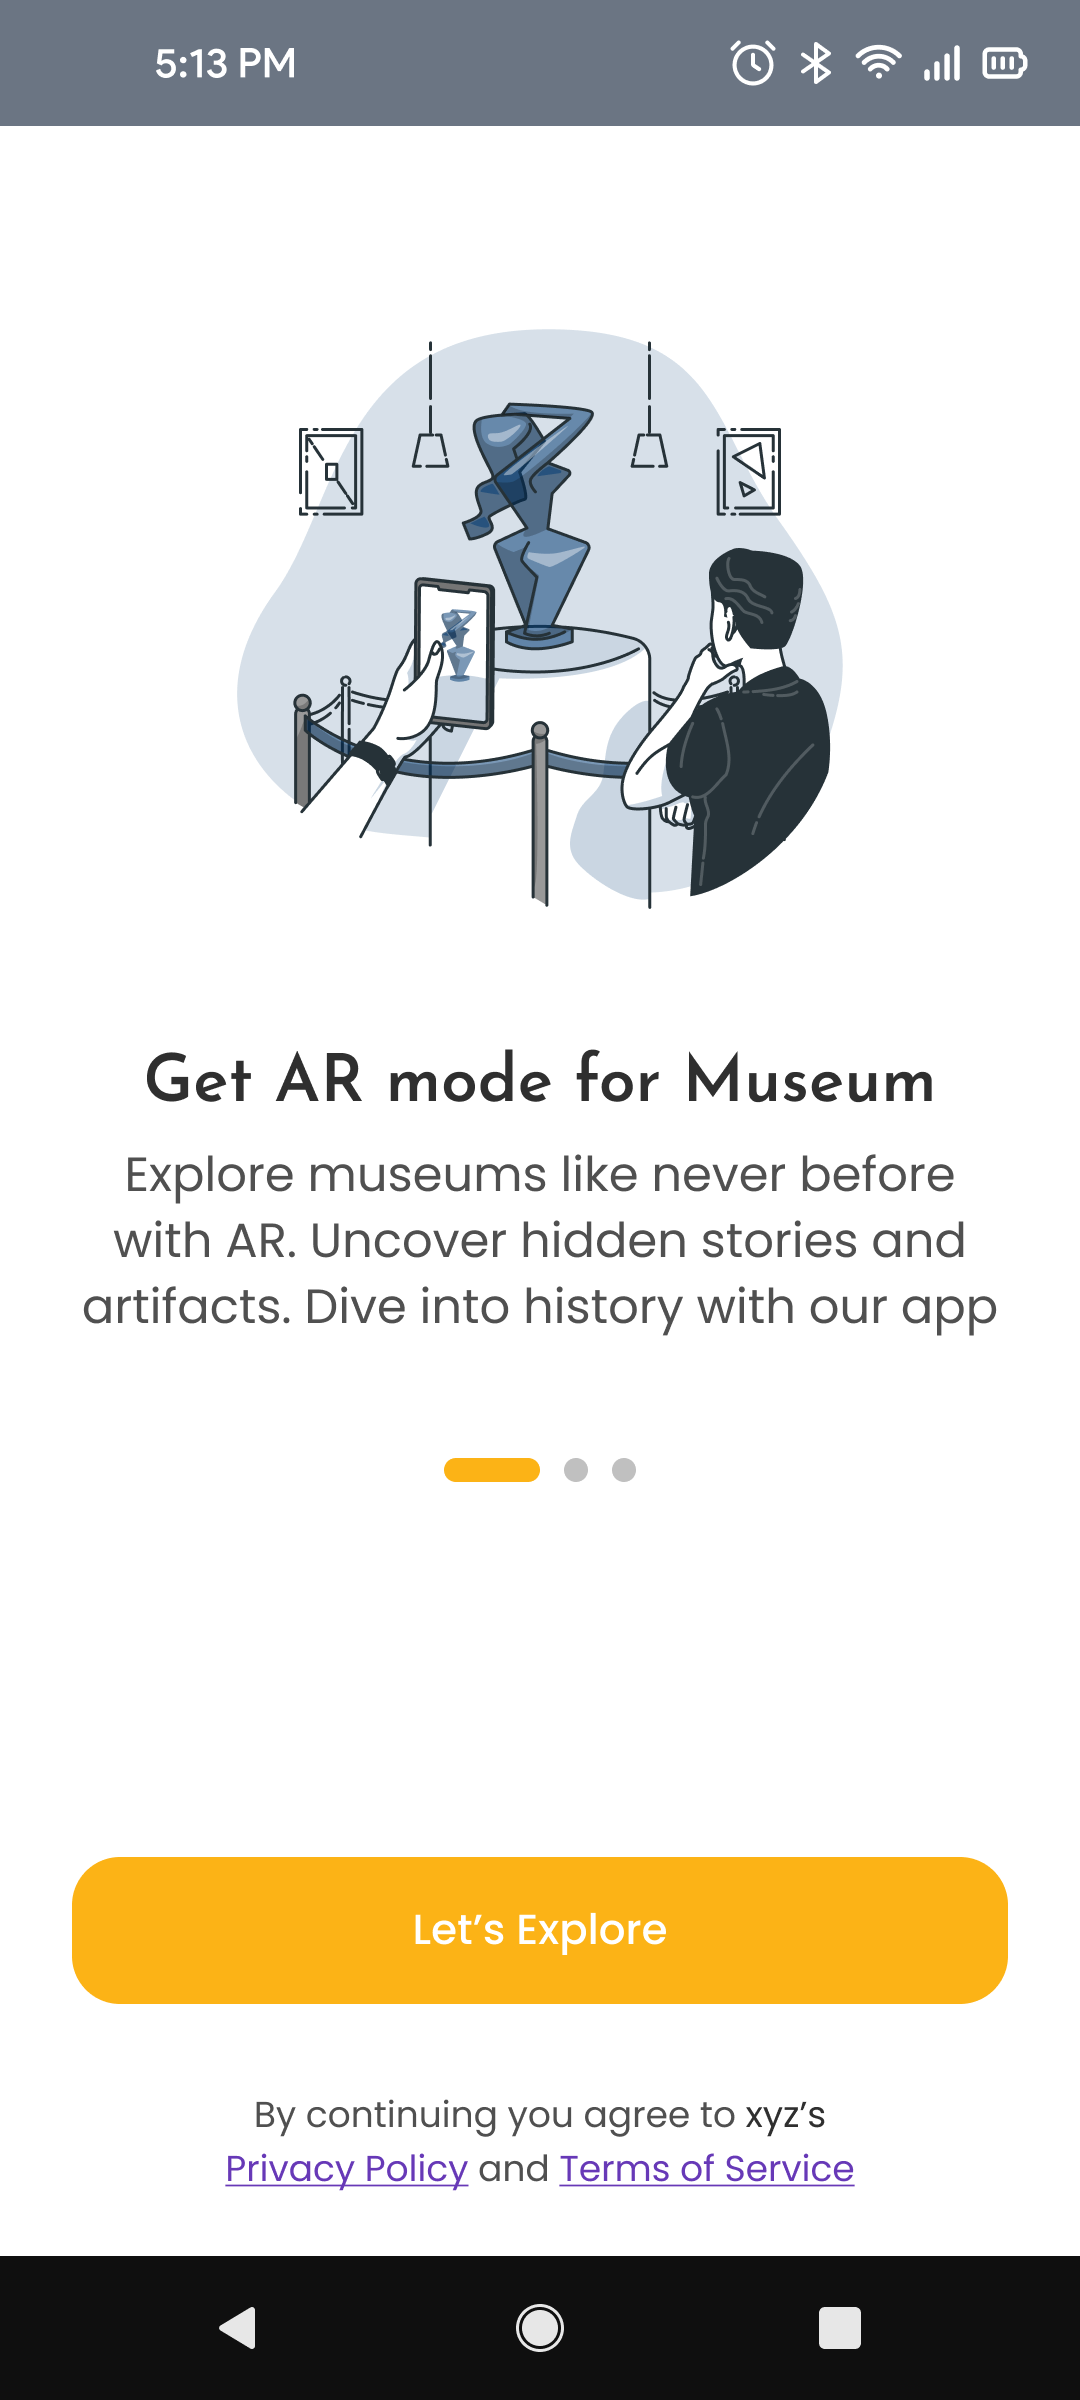 5:13 PM
Get AR mode for Museum
Explore museums like never before
with AR. Uncover hidden stories and
artifacts. Dive into history with our app
Let’s Explore
By continuing you agree to xyz’s
Privacy Policy and Terms of Service